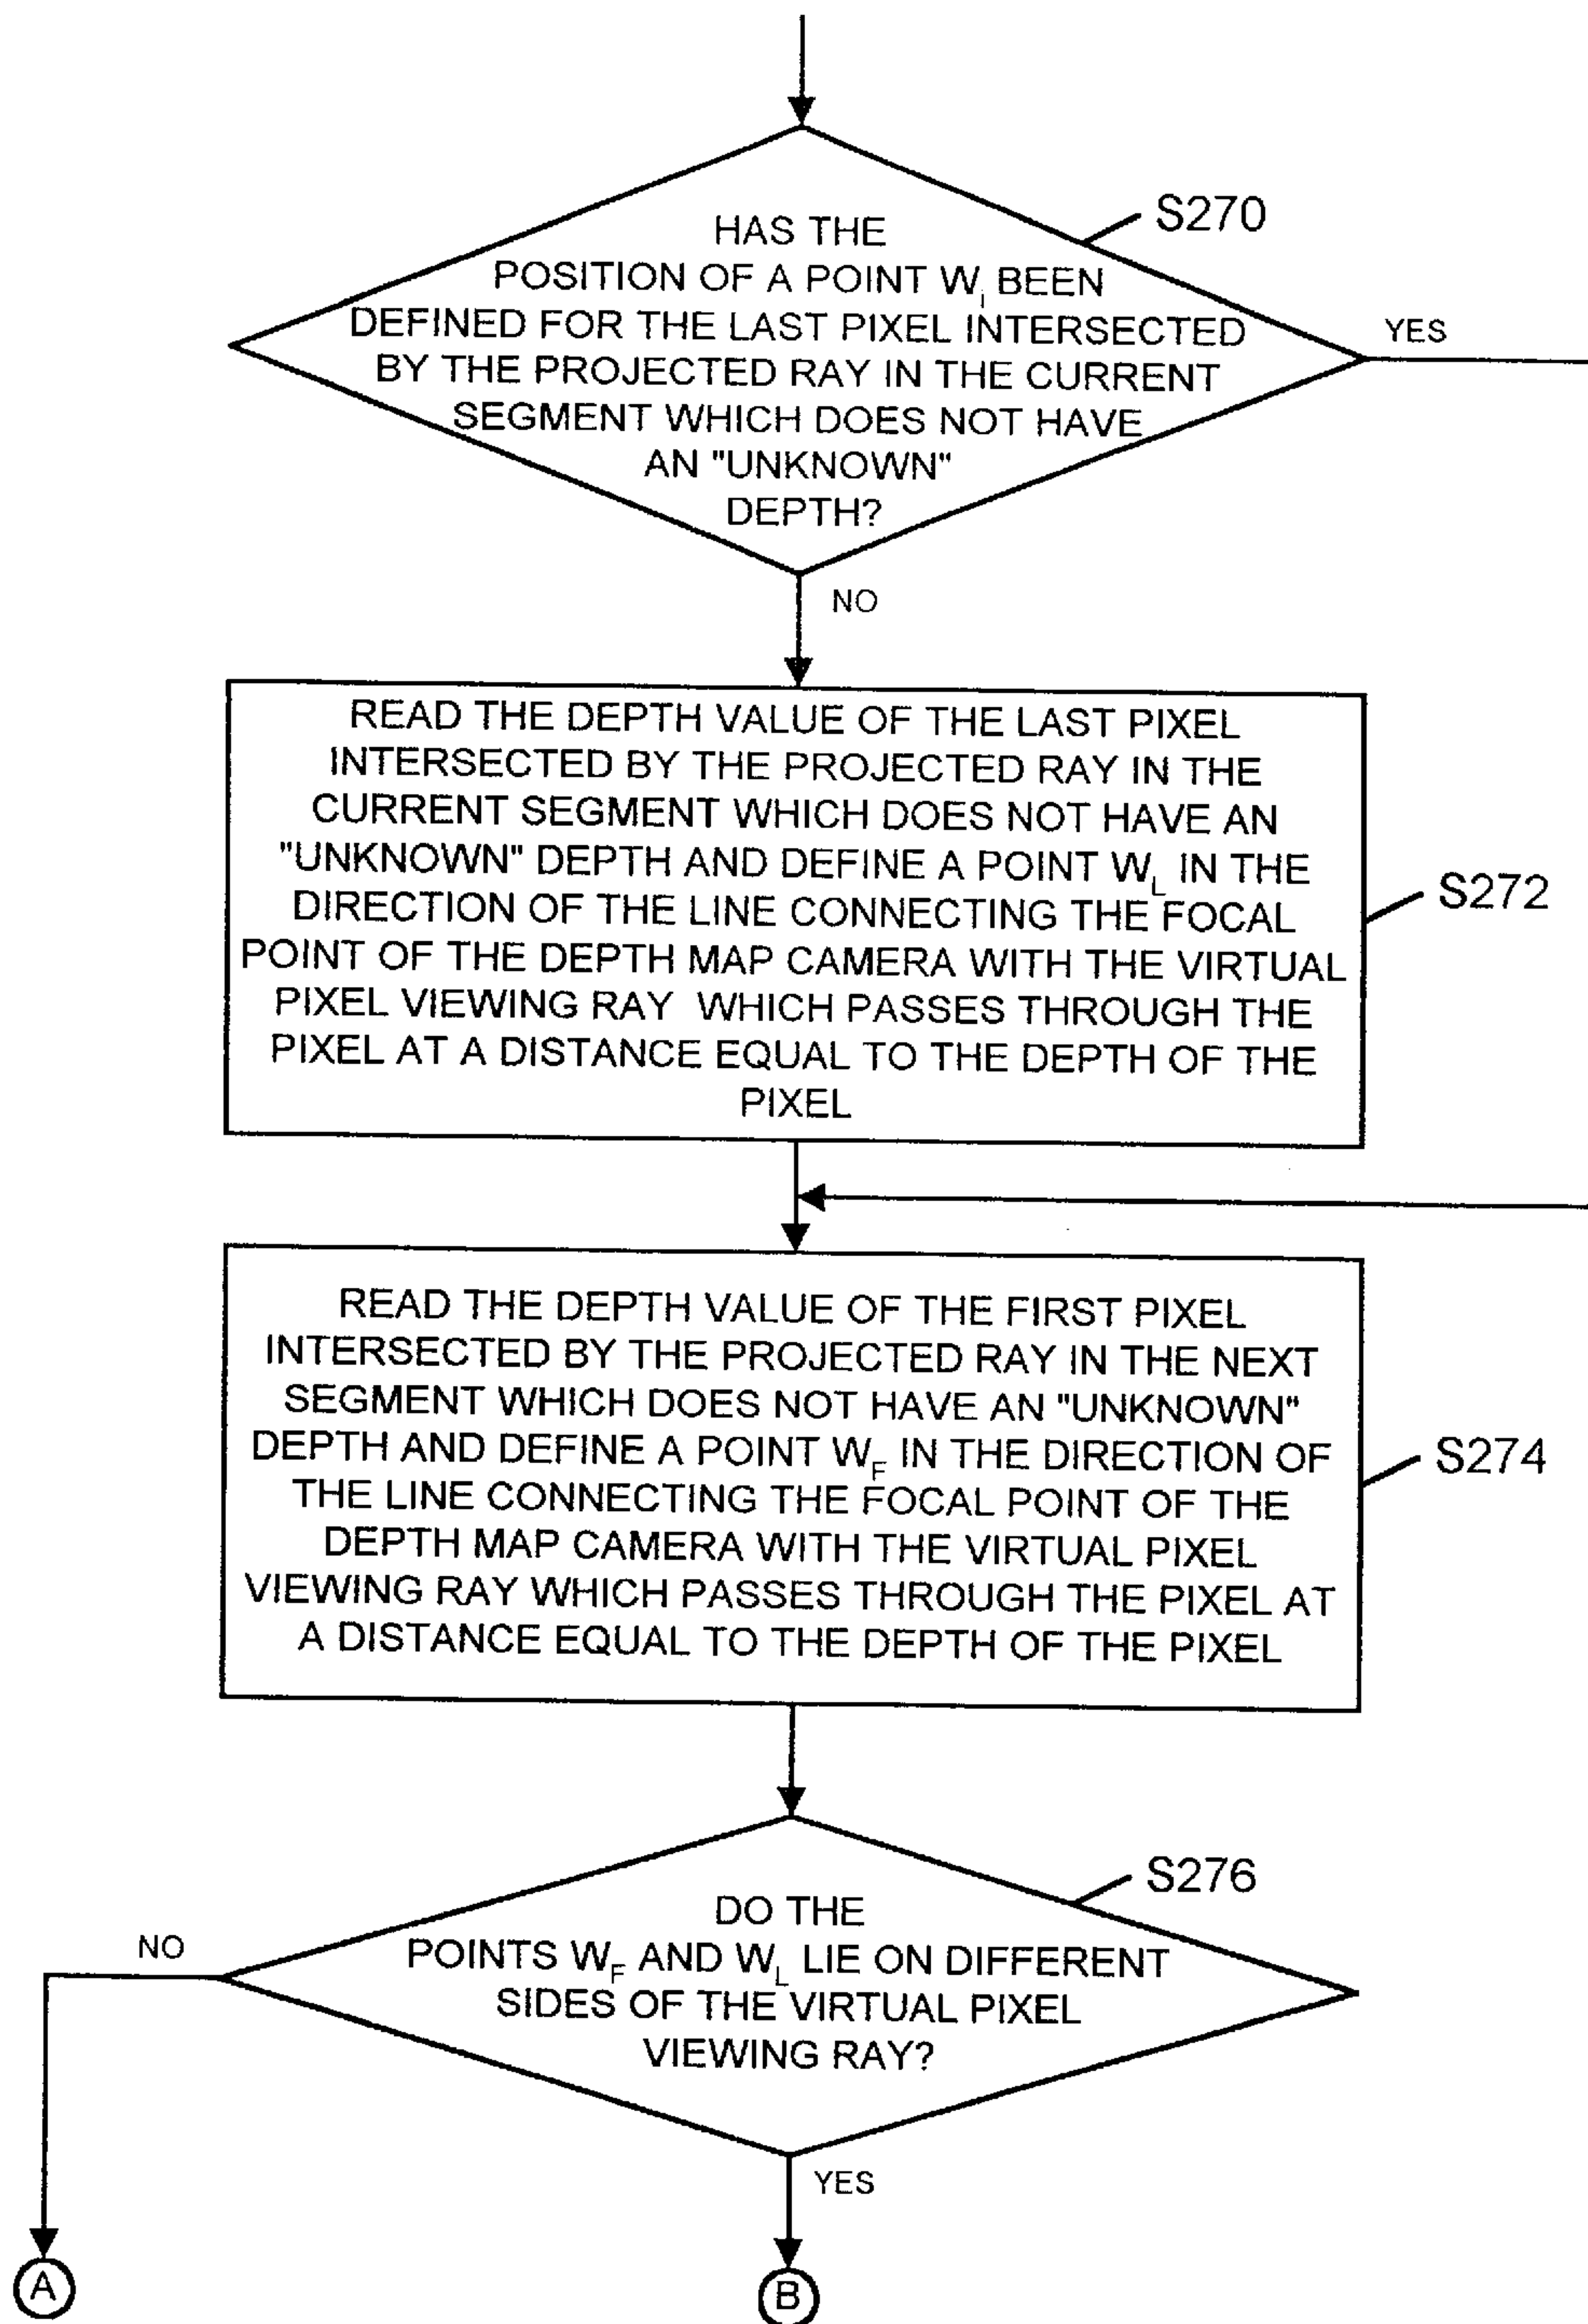 S270
HAS THE
POSITION OF A POINT Wi BEEN
DEFINED FOR THE LAST PIXEL INTERSECTED
BY THE PROJECTED RAY IN THE CURRENT
SEGMENT WHICH DOES NOT HAVE
AN "UNKNOWN"
DEPTH?
YES
NO
READ THE DEPTH VALUE OF THE LAST PIXEL
INTERSECTED BY THE PROJECTED RAY IN THE
CURRENT SEGMENT WHICH DOES NOT HAVE AN
"UNKNOWN" DEPTH AND DEFINE A POINT WL IN THE
DIRECTION OF THE LINE CONNECTING THE FOCAL
POINT OF THE DEPTH MAP CAMERA WITH THE VIRTUAL
PIXEL VIEWING RAY WHICH PASSES THROUGH THE
PIXEL AT A DISTANCE EQUAL TO THE DEPTH OF THE
PIXEL
S272
READ THE DEPTH VALUE OF THE FIRST PIXEL
INTERSECTED BY THE PROJECTED RAY IN THE NEXT
SEGMENT WHICH DOES NOT HAVE AN "UNKNOWN"
DEPTH AND DEFINE A POINT WF IN THE DIRECTION OF
THE LINE CONNECTING THE FOCAL POINT OF THE
DEPTH MAP CAMERA WITH THE VIRTUAL PIXEL
VIEWING RAY WHICH PASSES THROUGH THE PIXEL AT
A DISTANCE EQUAL TO THE DEPTH OF THE PIXEL
S274
S276
DO THE
POINTS WF AND WL LIE ON DIFFERENT
SIDES OF THE VIRTUAL PIXEL
VIEWING RAY?
NO
YES
A
B